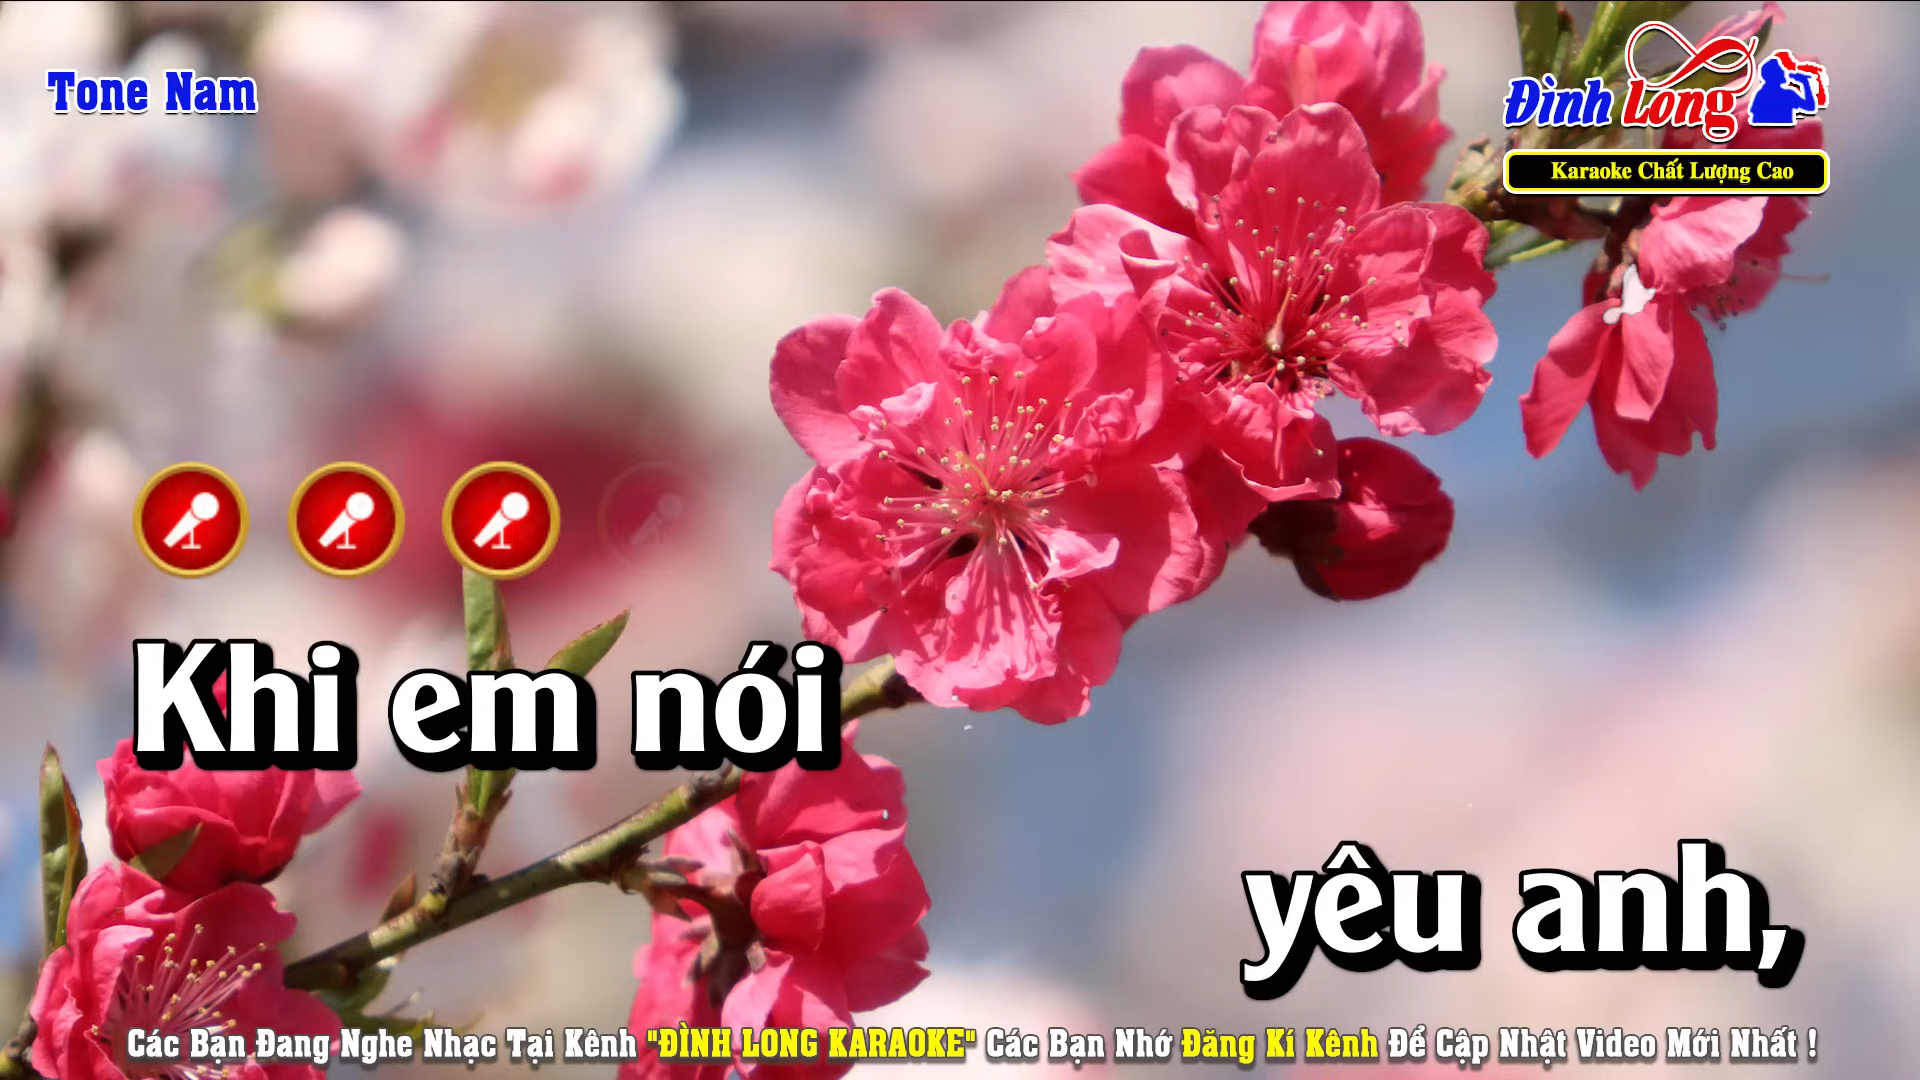 Tone Nam
Đình Long
Karaoke Chất Lượng Cao
Khi em nói
yêu anh,
Các Bạn Đang Nghe Nhạc Tại Kênh "ĐÌNH LONG KARAOKE" Các Bạn Nhớ Đăng Kí Kênh Để Cập Nhật Video Mới Nhất !